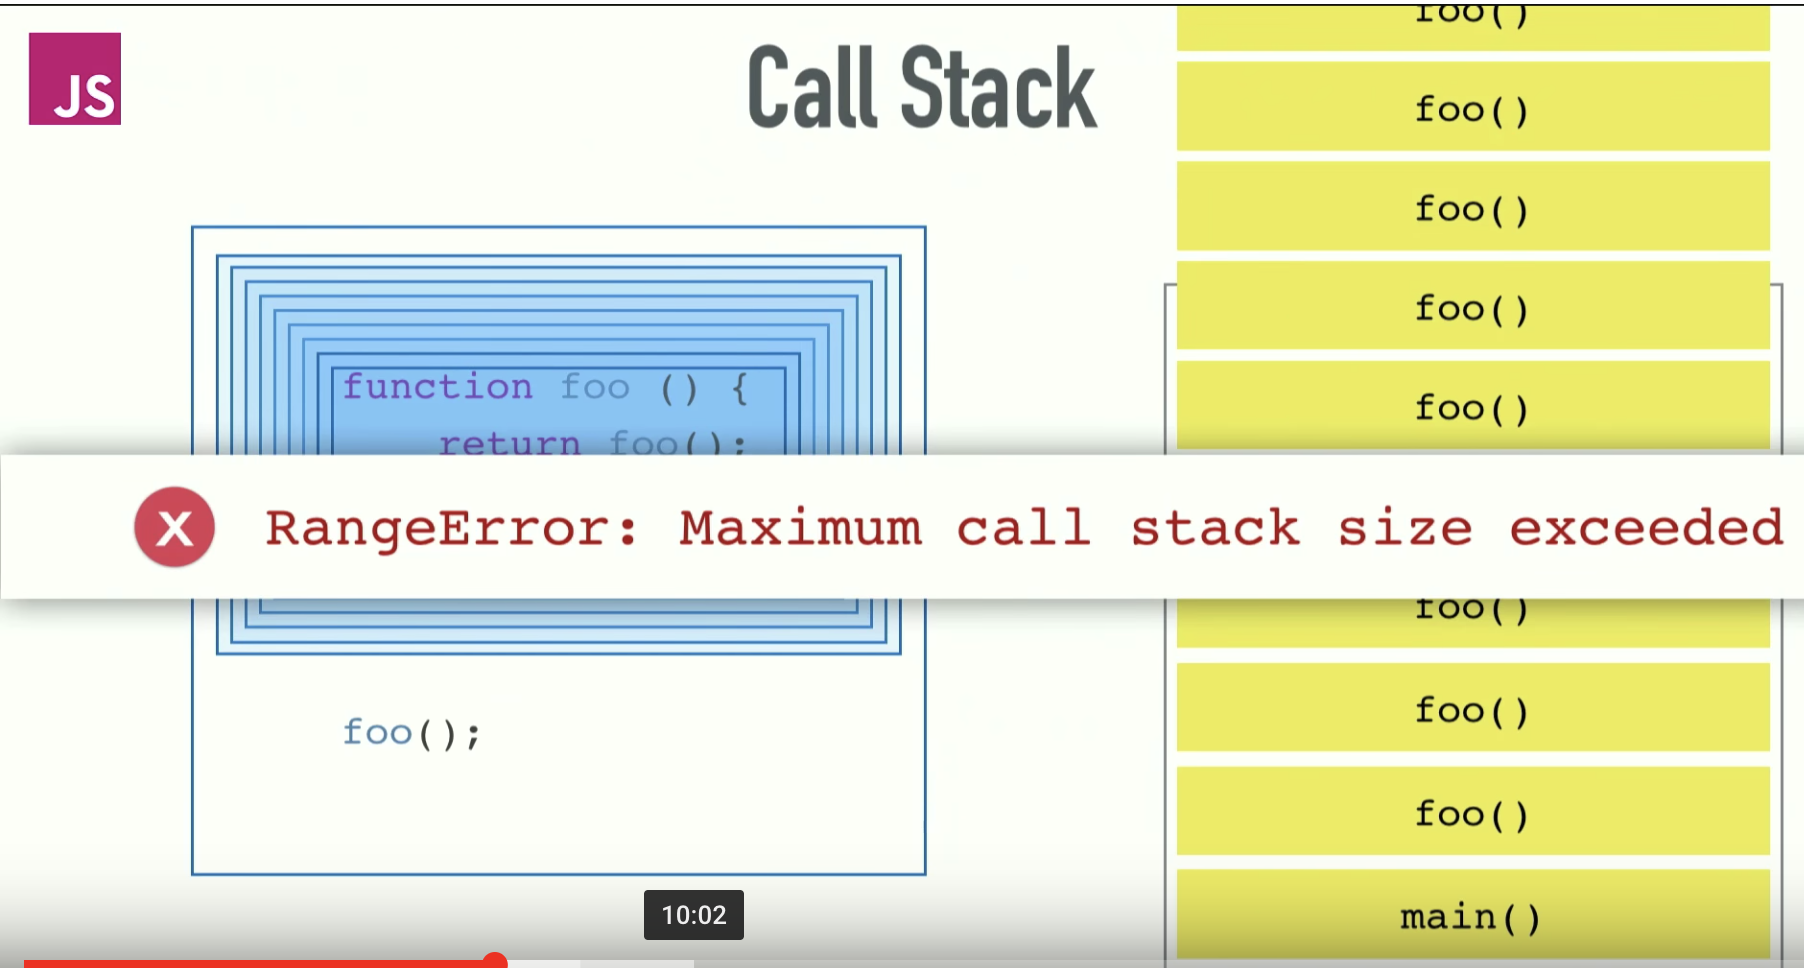 JS
Call Stack
function foo () {
return foo();
RangeError: Maximum call stack size exceeded
foo();
10:02
foo()
foo()
foo()
foo()
foo()
foo()
foo()
foo()
main()